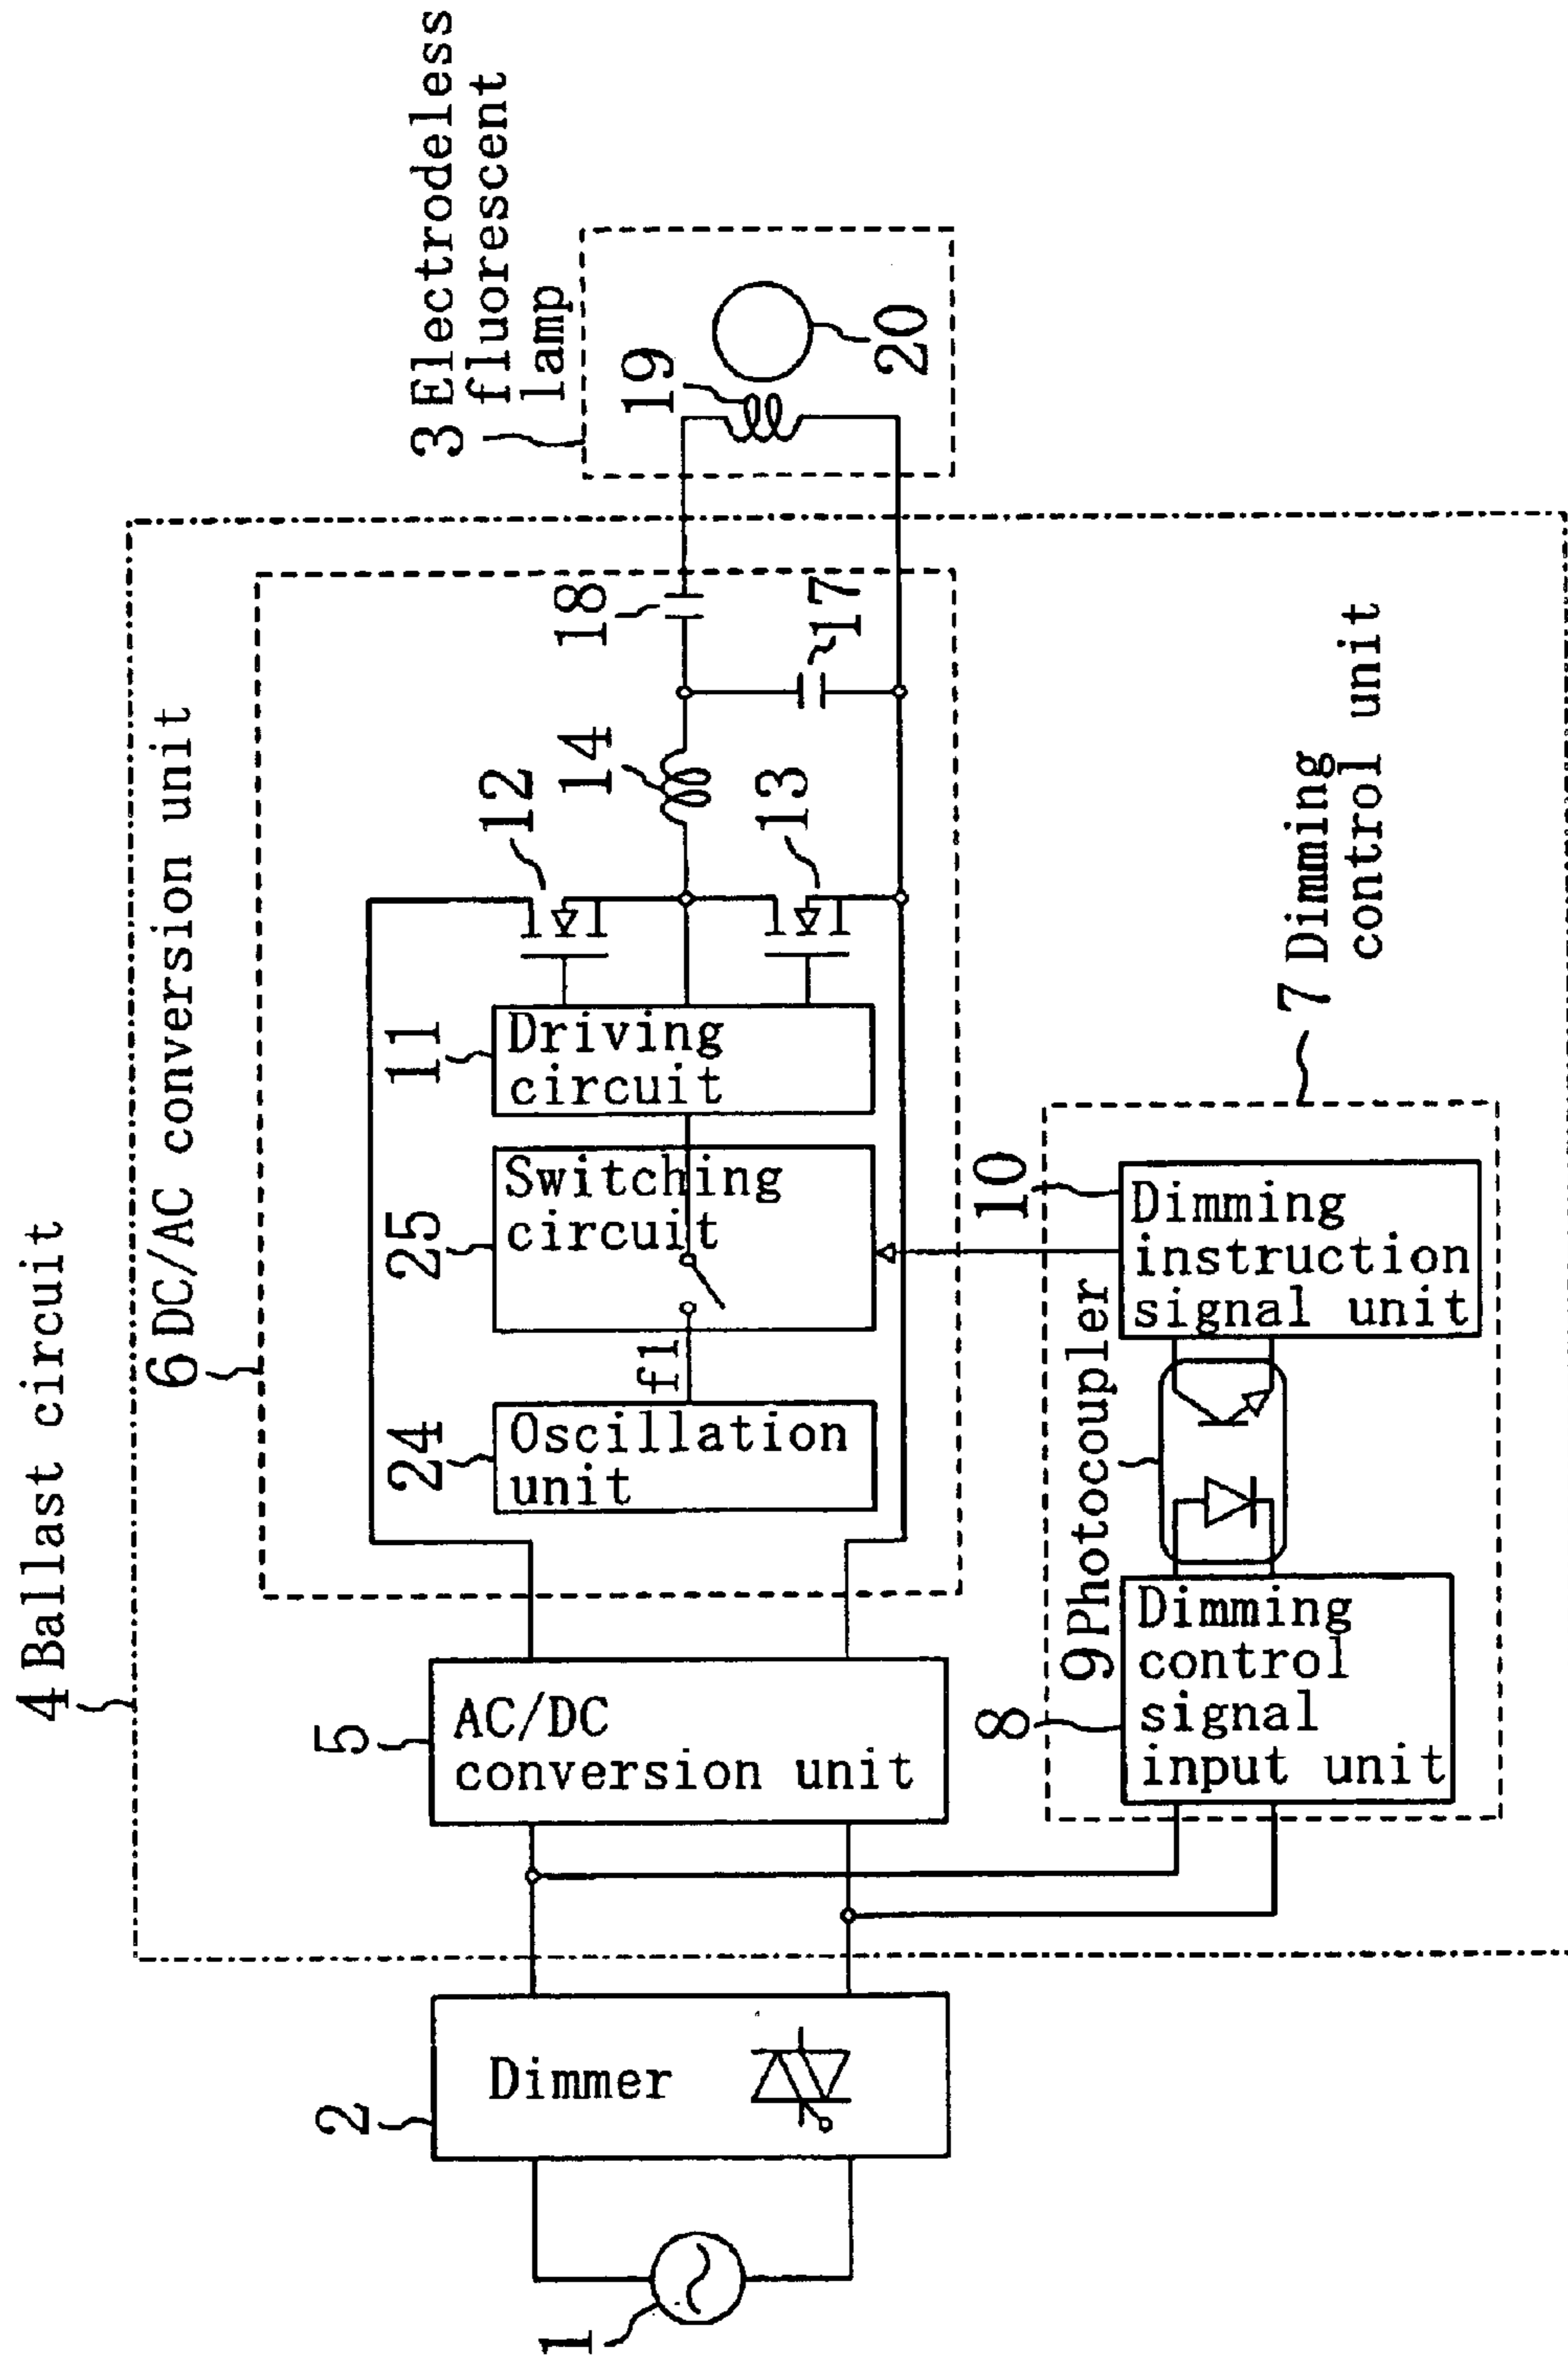 4 Ballast circuit
6 DC/AC conversion unit
3 Electrodeless
fluorescent
lamp
1
2
Dimmer
5
AC/DC
conversion unit
24
Oscillation
unit
f1
25
Switching
circuit
11
Driving
circuit
12
13
14
18
17
19
20
7 Dimming
control unit
8
Dimming
control
signal
input unit
9 Photocoupler
10
Dimming
instruction
signal unit